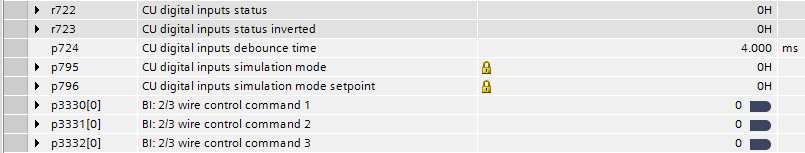 r722 CU digital inputs status 0H
r723 CU digital inputs status inverted 0H
p724 CU digital inputs debounce time 4.000 ms
p795 CU digital inputs simulation mode 0H
p796 CU digital inputs simulation mode setpoint 0H
p3330[0] BI: 2/3 wire control command 1 0
p3331[0] BI: 2/3 wire control command 2 0
p3332[0] BI: 2/3 wire control command 3 0